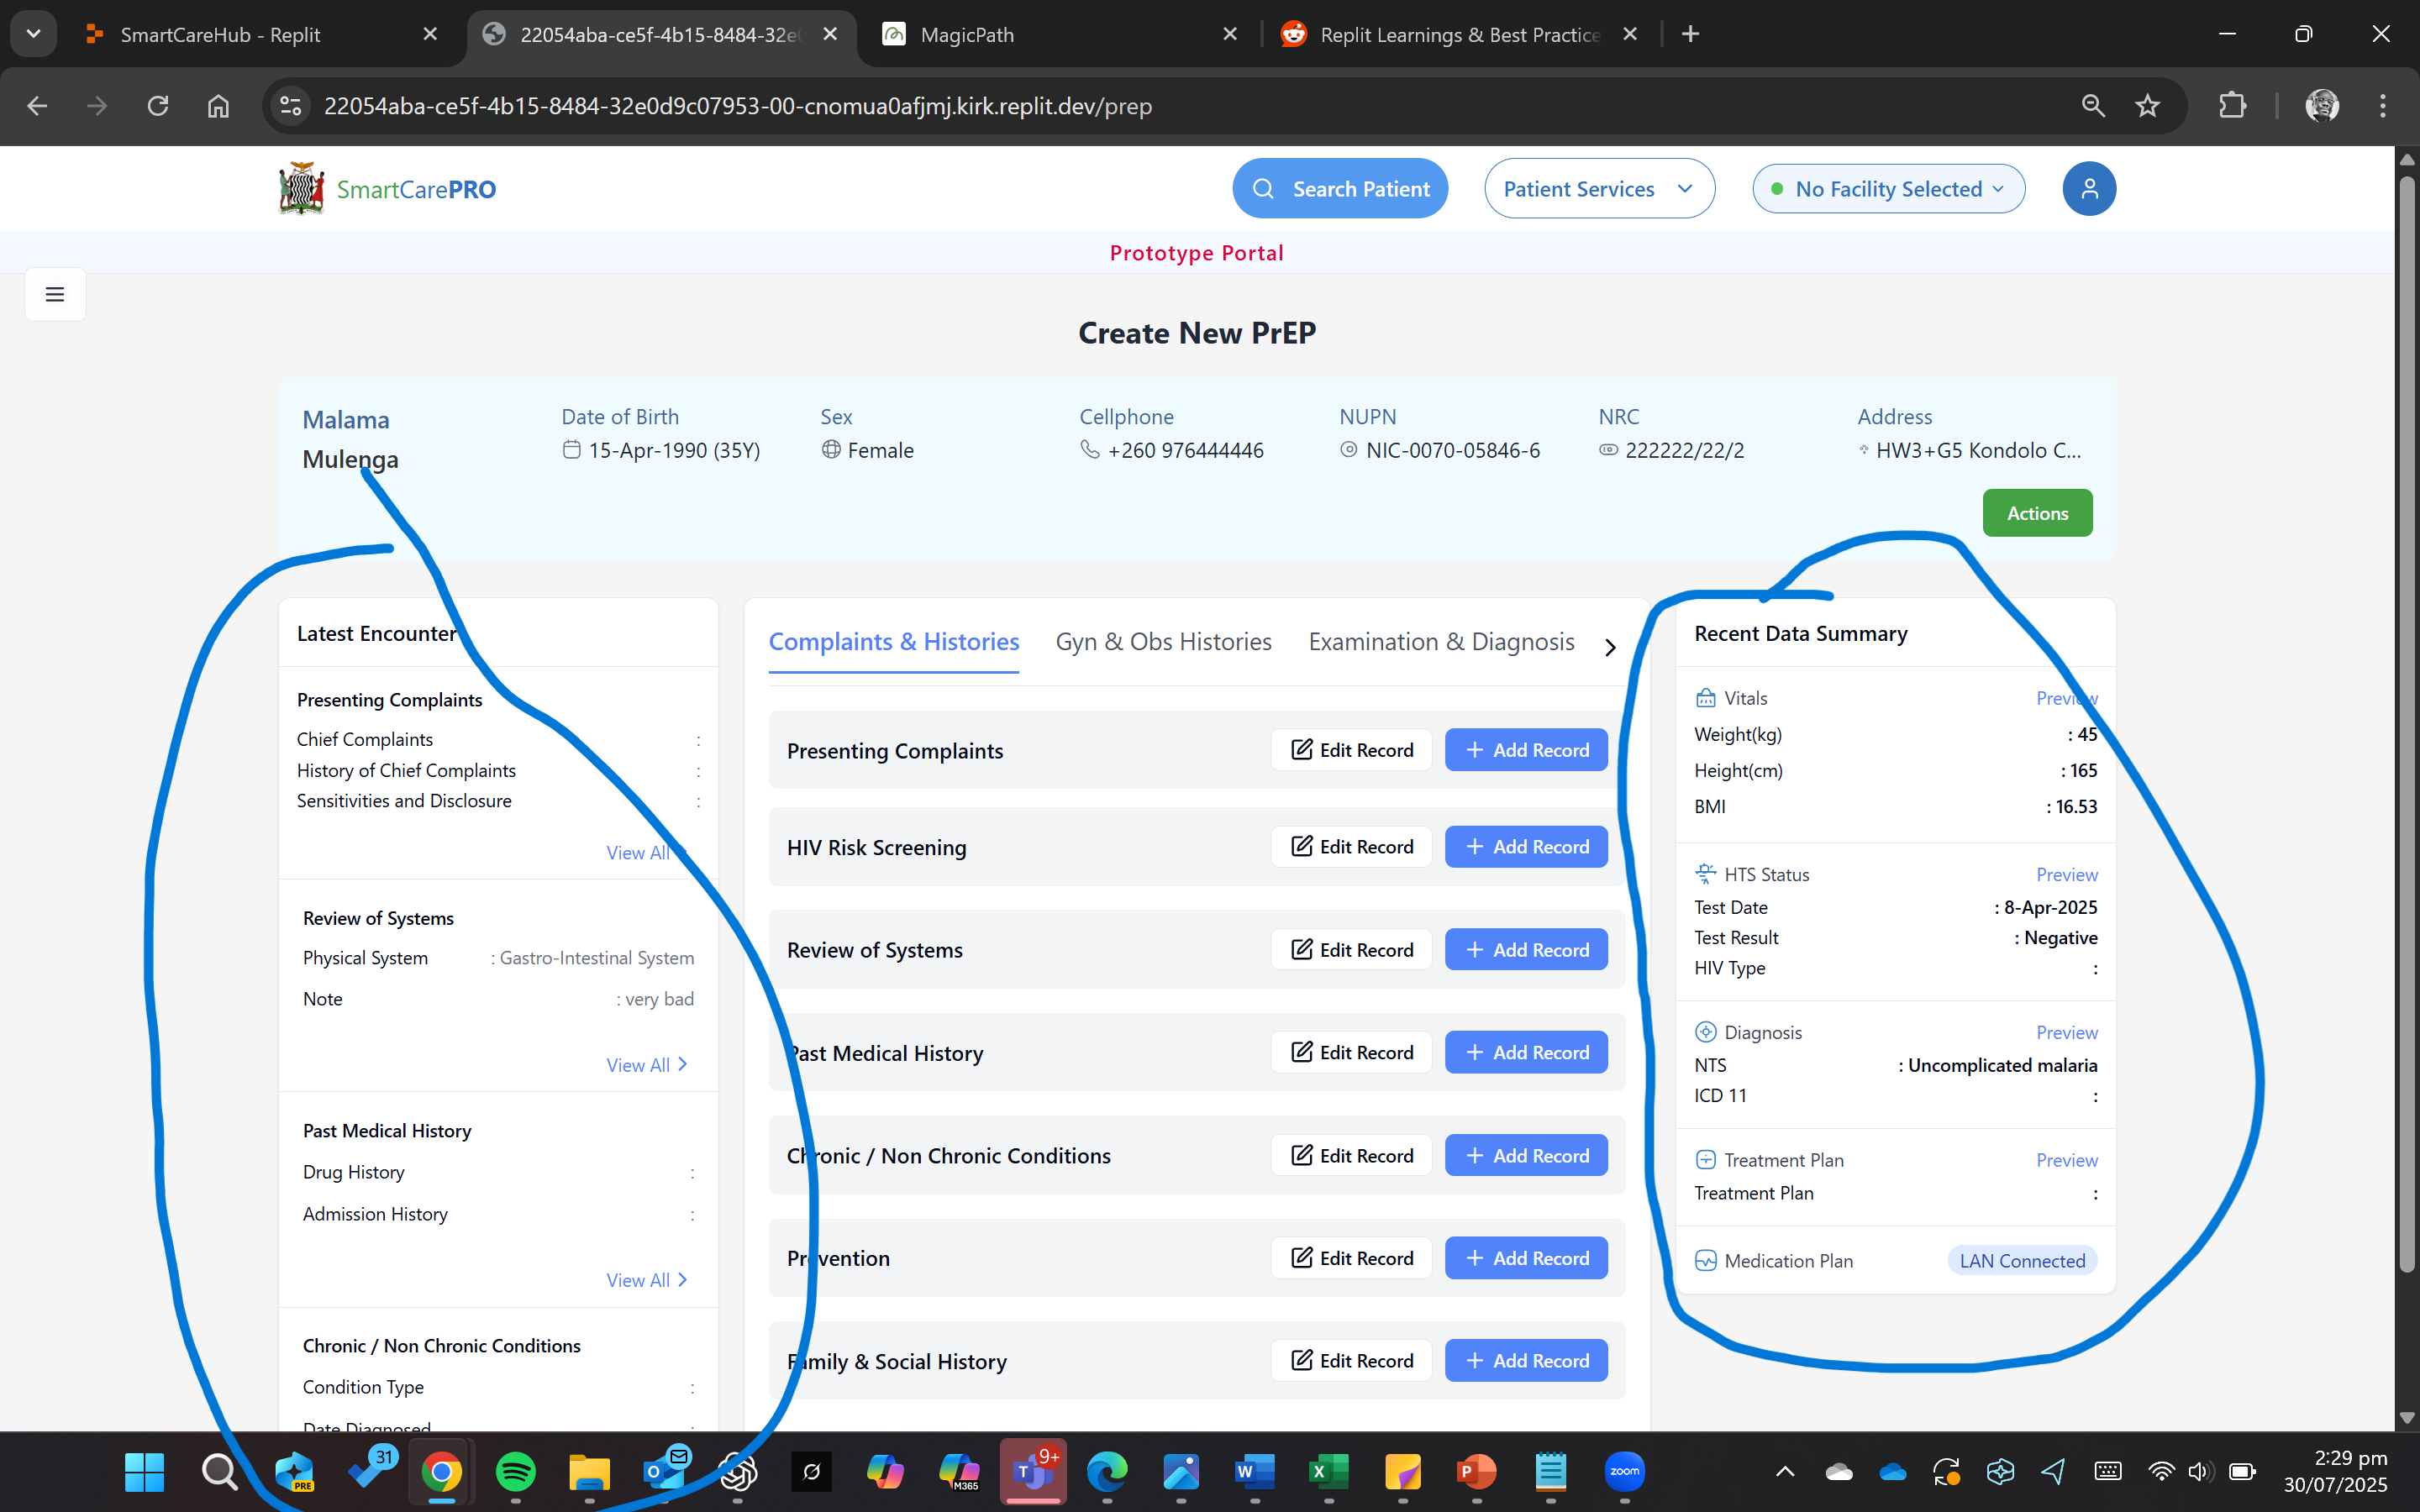 SmartCareHub - Replit
22054aba-ce5f-4b15-8484-32e
MagicPath
Replit Learnings & Best Practice
22054aba-ce5f-4b15-8484-32e0d9c07953-00-cnomua0afjmj.kirk.replit.dev/prep
SmartCarePRO
Search Patient
Patient Services
No Facility Selected
Prototype Portal
Create New PrEP
Malama
Mulenga
Date of Birth
15-Apr-1990 (35Y)
Sex
Female
Cellphone
+260 976444446
NUPN
NIC-0070-05846-6
NRC
222222/22/2
Address
HW3+G5 Kondolo C...
Actions
Latest Encounter
Presenting Complaints
Chief Complaints :
History of Chief Complaints :
Sensitivities and Disclosure :
View All
Review of Systems
Physical System : Gastro-Intestinal System
Note : very bad
View All
Past Medical History
Drug History :
Admission History :
View All
Chronic / Non Chronic Conditions
Condition Type :
Date Diagnosed :
Complaints & Histories Gyn & Obs Histories Examination & Diagnosis
Presenting Complaints Edit Record + Add Record
HIV Risk Screening Edit Record + Add Record
Review of Systems Edit Record + Add Record
Past Medical History Edit Record + Add Record
Chronic / Non Chronic Conditions Edit Record + Add Record
Prevention Edit Record + Add Record
Family & Social History Edit Record + Add Record
Recent Data Summary
Vitals Preview
Weight(kg) : 45
Height(cm) : 165
BMI : 16.53
HTS Status Preview
Test Date : 8-Apr-2025
Test Result : Negative
HIV Type :
Diagnosis Preview
NTS : Uncomplicated malaria
ICD 11 :
Treatment Plan Preview
Treatment Plan :
Medication Plan LAN Connected
PRE
31
M365
9+
zoom
2:29 pm
30/07/2025